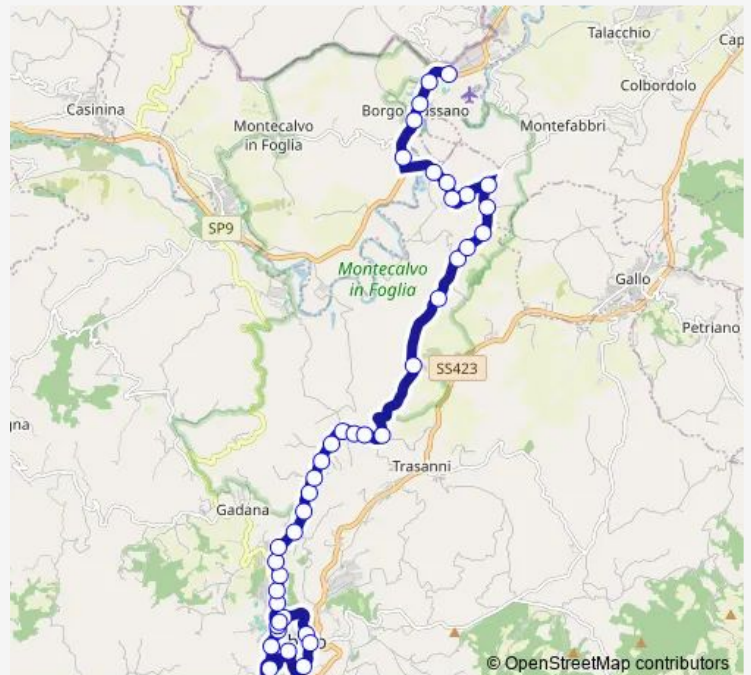 Talacchio
Cap
Colbordolo
Casinina
Borgo
ssano
Montecalvo
in Foglia
Montefabbri
SP9
Montecalvo
in Foglia
Gallo
Petriano
SS423
gna
Trasanni
Gadana
© OpenStreetMap contributors